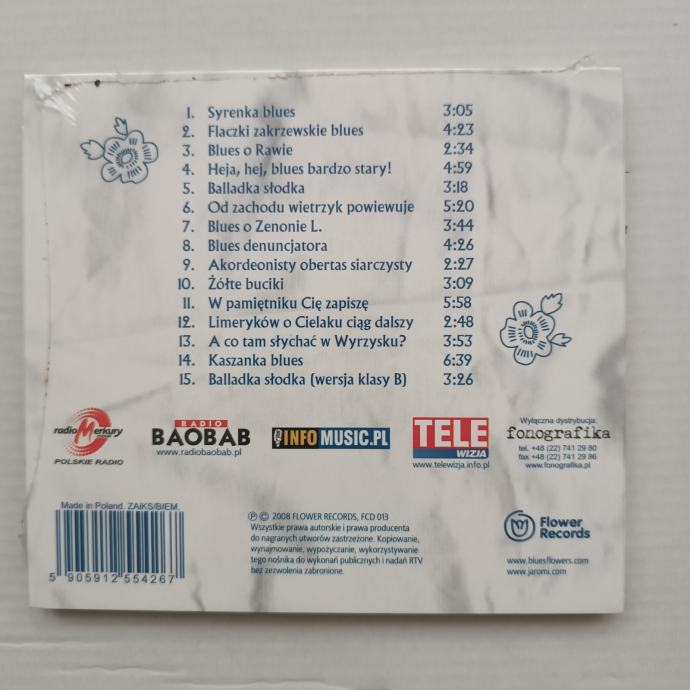 1. Syrenka blues 3:05
2. Flaczki zakrzewskie blues 4:23
3. Blues o Rawie 2:34
4. Heja, hej, blues bardzo stary! 4:59
5. Balladka słodka 3:18
6. Od zachodu wietrzyk powiewuje 5:20
7. Blues o Zenonie L. 3:44
8. Blues denuncjatora 4:26
9. Akordeonisty obertas siarczysty 2:27
10. Żółte buciki 3:09
11. W pamiętniku Cię zapiszę 5:58
12. Limeryków o Cielaku ciąg dalszy 2:48
13. A co tam słychać w Wyrzysku? 3:53
14. Kaszanka blues 6:39
15. Balladka słodka (wersja klasy B) 3:26
radio Merkury
POLSKIE RADIO
RADIO
BAOBAB
www.radiobaobab.pl
INFOMUSIC.PL
TELE
WIZJA
www.telewizja.info.pl
Wyłączna dystrybucja:
fonografika
tel. +48 (22) 741 29 80
fax +48 (22) 741 29 86
www.fonografika.pl
Made in Poland. ZAiKS/BIEM.
5 905912 554267
Ⓟ © 2008 FLOWER RECORDS, FCD 013
Wszystkie prawa autorskie i prawa producenta
do nagranych utworów zastrzeżone. Kopiowanie,
wynajmowanie, wypożyczanie, wykorzystywanie
tego nośnika do wykonań publicznych i nadań RTV
bez zezwolenia zabronione.
Flower
Records
www.bluesflowers.com
www.jaromi.com